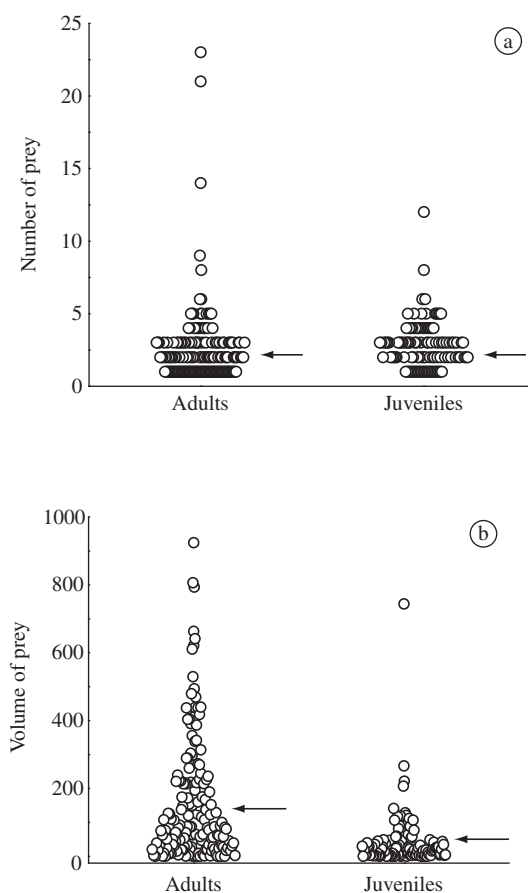 25
a
20
15
10
5
0
Number of prey
Adults
Juveniles
1000
b
800
600
400
200
0
Volume of prey
Adults
Juveniles